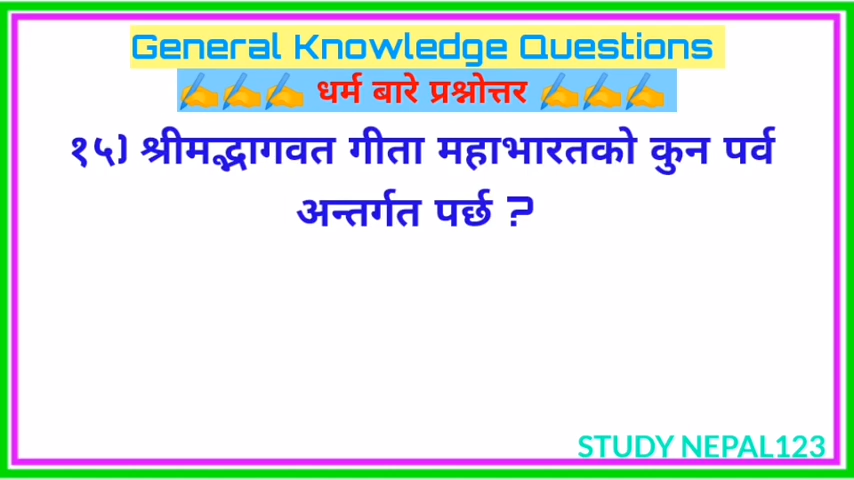 General Knowledge Questions
✍✍✍ धर्म बारे प्रश्नोत्तर ✍✍✍
१५) श्रीमद्भागवत गीता महाभारतको कुन पर्व
अन्तर्गत पर्छ ?
STUDY NEPAL123